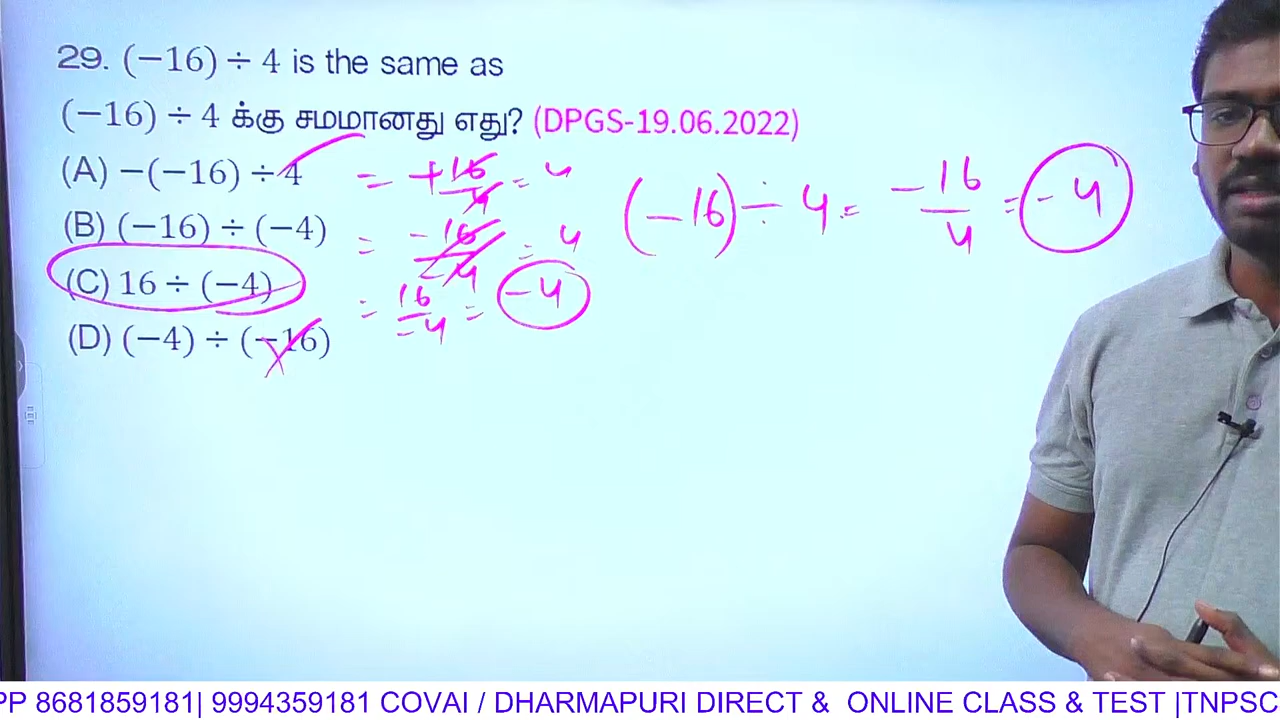 29. (−16) ÷ 4 is the same as
(−16) ÷ 4 க்கு சமமானது எது? (DPGS-19.06.2022)
(A) −(−16) ÷ 4 = +16/4 = 4
(−16) ÷ 4 = −16/4 = −4
(B) (−16) ÷ (−4) = −16/−4 = 4
(C) 16 ÷ (−4) = 16/−4 = −4
(D) (−4) ÷ (−16)
PP 8681859181| 9994359181 COVAI / DHARMAPURI DIRECT & ONLINE CLASS & TEST |TNPSC